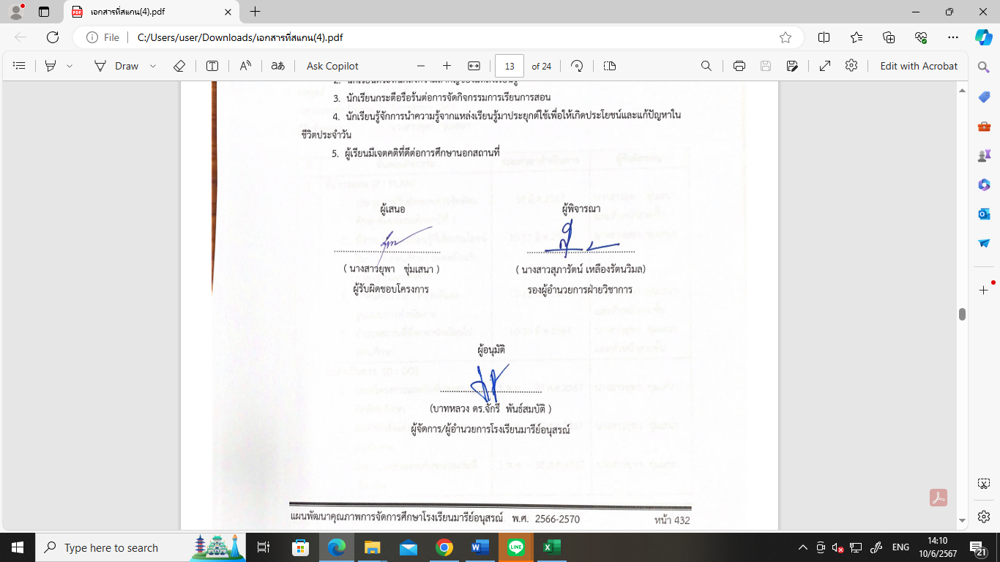 เอกสารที่สแกน(4).pdf
File
C:/Users/user/Downloads/เอกสารที่สแกน(4).pdf
Draw
Ask Copilot
13
of 24
Edit with Acrobat
3. นักเรียนกระตือรือร้นต่อการจัดกิจกรรมการเรียนการสอน
4. นักเรียนรู้จักการนำความรู้จากแหล่งเรียนรู้มาประยุกต์ใช้เพื่อให้เกิดประโยชน์และแก้ปัญหาใน
ชีวิตประจำวัน
5. ผู้เรียนมีเจตคติที่ดีต่อการศึกษานอกสถานที่
ผู้เสนอ
ผู้พิจารณา
( นางสาวยุพา ชุ่มเสนา )
( นางสาวสุภารัตน์ เหลืองรัตนวิมล)
ผู้รับผิดชอบโครงการ
รองผู้อำนวยการฝ่ายวิชาการ
ผู้อนุมัติ
(บาทหลวง ดร.จักรี พันธ์สมบัติ )
ผู้จัดการ/ผู้อำนวยการโรงเรียนมารีย์อนุสรณ์
แผนพัฒนาคุณภาพการจัดการศึกษาโรงเรียนมารีย์อนุสรณ์ พ.ศ. 2566-2570
หน้า 432
Type here to search
ENG
14:10
10/6/2567
21